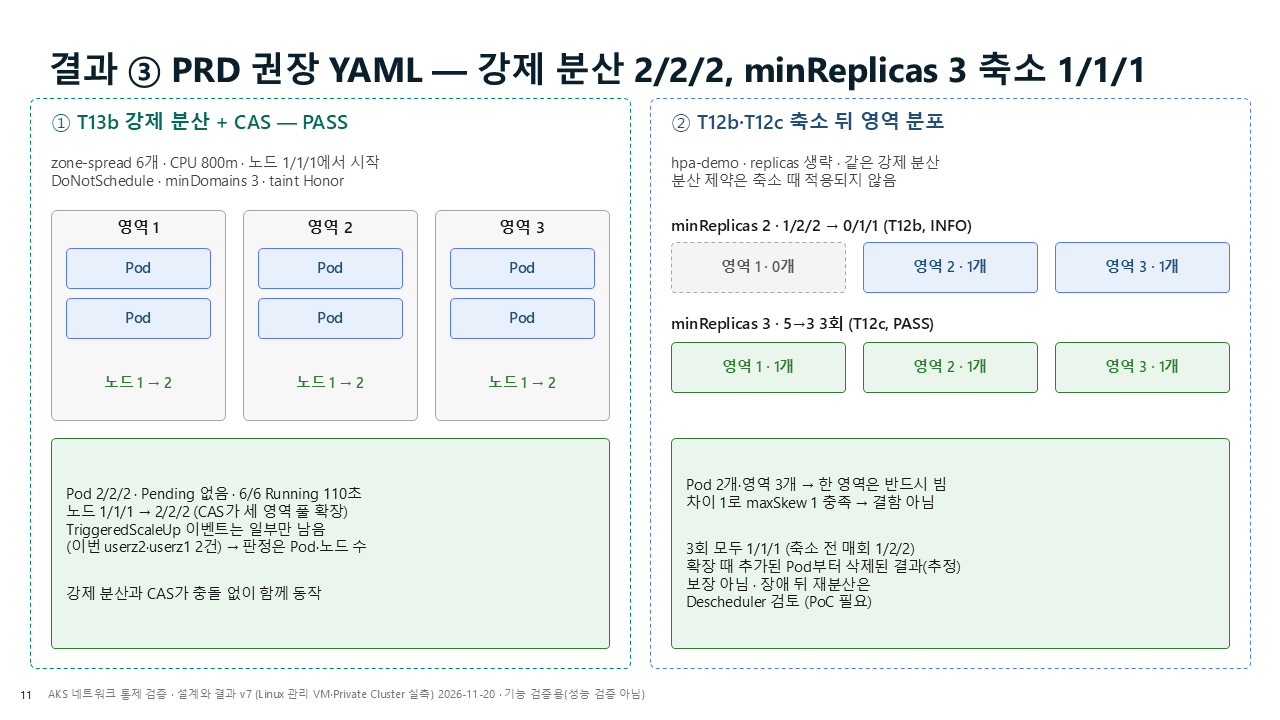 결과 ③ PRD 권장 YAML — 강제 분산 2/2/2, minReplicas 3 축소 1/1/1
① T13b 강제 분산 + CAS — PASS
zone-spread 6개 · CPU 800m · 노드 1/1/1에서 시작
DoNotSchedule · minDomains 3 · taint Honor
영역 1
영역 2
영역 3
Pod
Pod
Pod
Pod
Pod
Pod
노드 1 → 2
노드 1 → 2
노드 1 → 2
Pod 2/2/2 · Pending 없음 · 6/6 Running 110초
노드 1/1/1 → 2/2/2 (CAS가 세 영역 풀 확장)
TriggeredScaleUp 이벤트는 일부만 남음
(이번 userz2·userz1 2건) → 판정은 Pod·노드 수
강제 분산과 CAS가 충돌 없이 함께 동작
② T12b·T12c 축소 뒤 영역 분포
hpa-demo · replicas 생략 · 같은 강제 분산
분산 제약은 축소 때 적용되지 않음
minReplicas 2 · 1/2/2 → 0/1/1 (T12b, INFO)
영역 1 · 0개
영역 2 · 1개
영역 3 · 1개
minReplicas 3 · 5→3 3회 (T12c, PASS)
영역 1 · 1개
영역 2 · 1개
영역 3 · 1개
Pod 2개·영역 3개 → 한 영역은 반드시 빔
차이 1로 maxSkew 1 충족 → 결함 아님
3회 모두 1/1/1 (축소 전 매회 1/2/2)
확장 때 추가된 Pod부터 삭제된 결과(추정)
보장 아님 · 장애 뒤 재분산은
Descheduler 검토 (PoC 필요)
11 AKS 네트워크 통제 검증 · 설계와 결과 v7 (Linux 관리 VM·Private Cluster 실측) 2026-11-20 · 기능 검증용(성능 검증 아님)